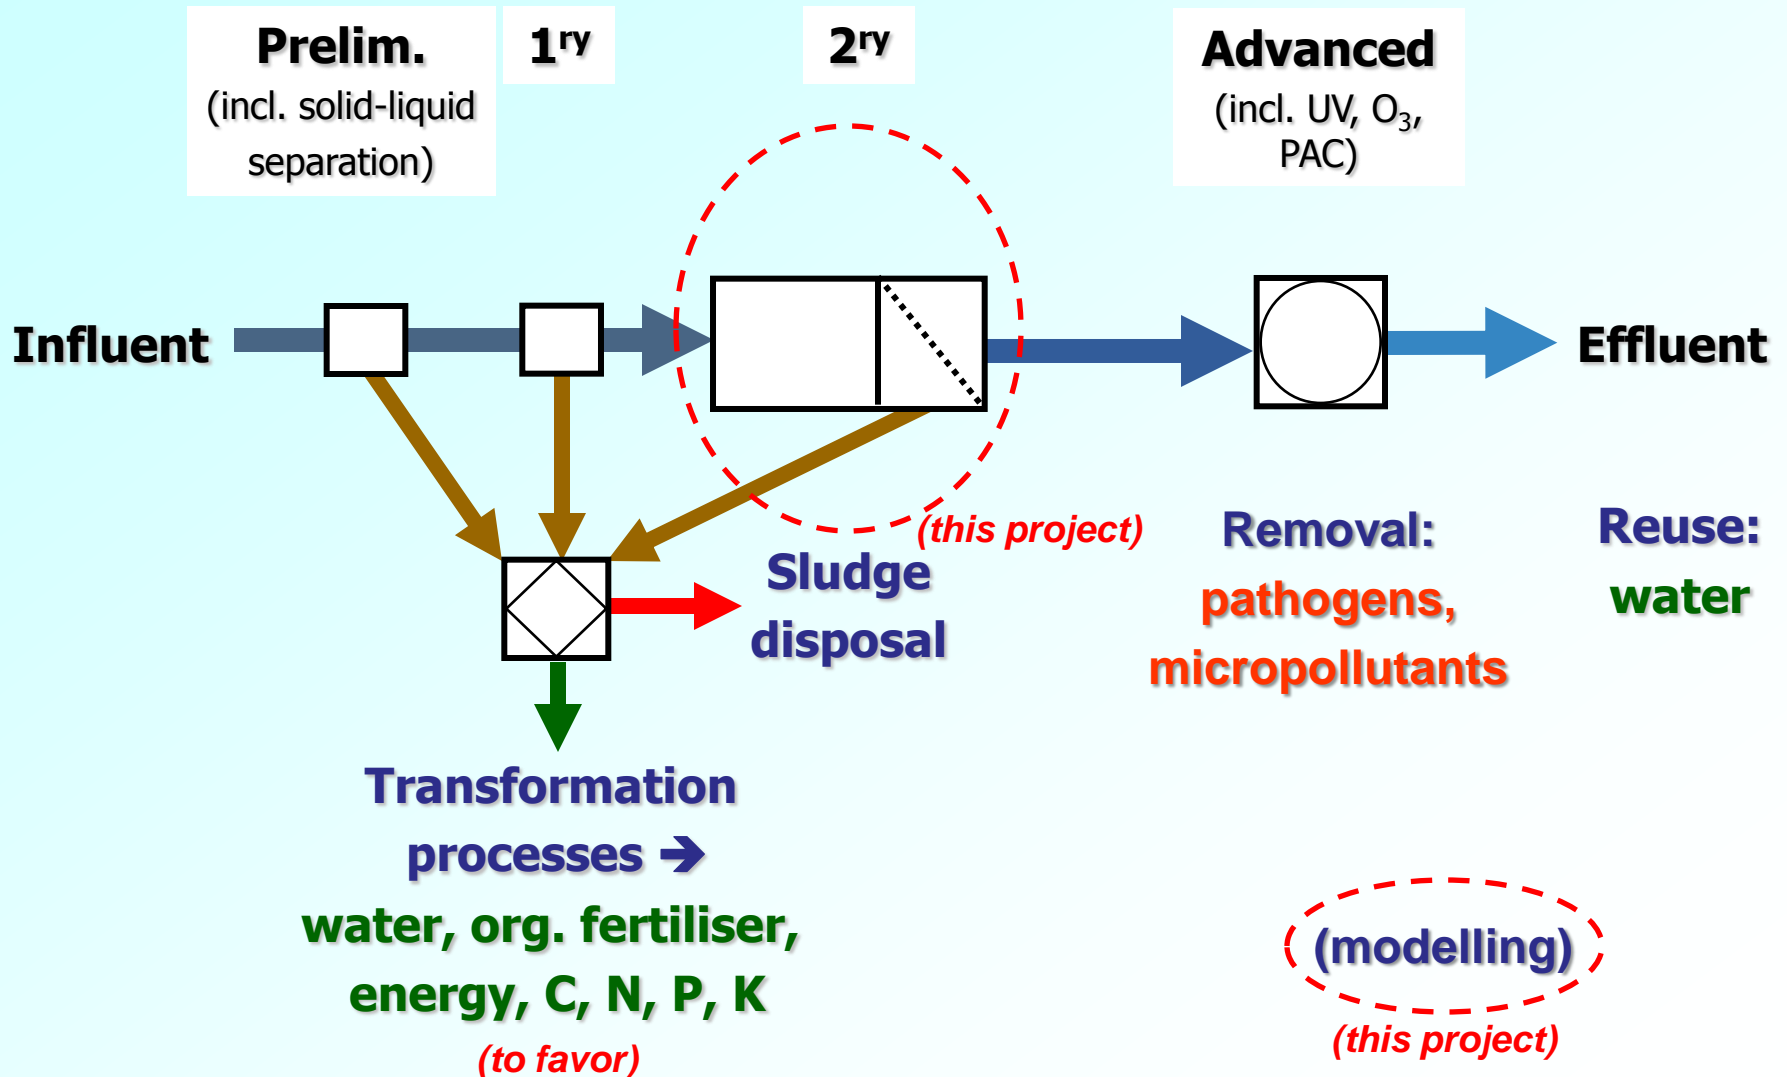 Prelim.
(incl. solid-liquid
separation)
1ry
2ry
Advanced
(incl. UV, O3,
PAC)
Influent
Effluent
(this project)
Sludge
disposal
Removal:
pathogens,
micropollutants
Reuse:
water
Transformation
processes ➔
water, org. fertiliser,
energy, C, N, P, K
(to favor)
(modelling)
(this project)